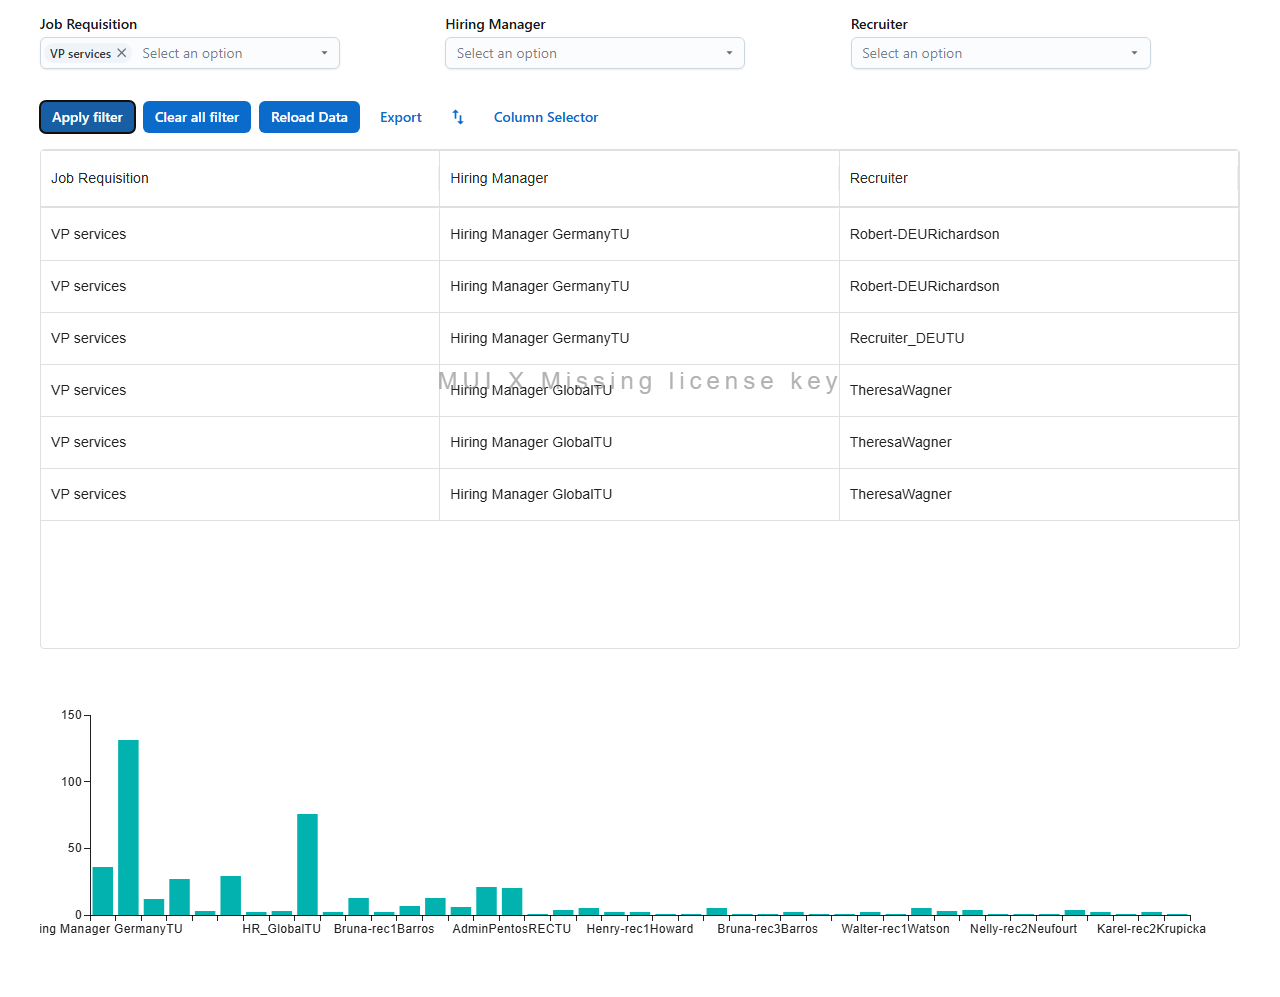 Job Requisition Hiring Manager Recruiter
VP services Select an option Select an option Select an option
Apply filter Clear all filter Reload Data Export Column Selector
Job Requisition Hiring Manager Recruiter
VP services Hiring Manager GermanyTU Robert-DEURichardson
VP services Hiring Manager GermanyTU Robert-DEURichardson
VP services Hiring Manager GermanyTU Recruiter_DEUTU
MUI X Missing license key
VP services Hiring Manager GlobalTU TheresaWagner
VP services Hiring Manager GlobalTU TheresaWagner
VP services Hiring Manager GlobalTU TheresaWagner
150
100
50
0
ing Manager GermanyTU HR_GlobalTU Bruna-rec1Barros AdminPentosRECTU Henry-rec1Howard Bruna-rec3Barros Walter-rec1Watson Nelly-rec2Neufourt Karel-rec2Krupicka